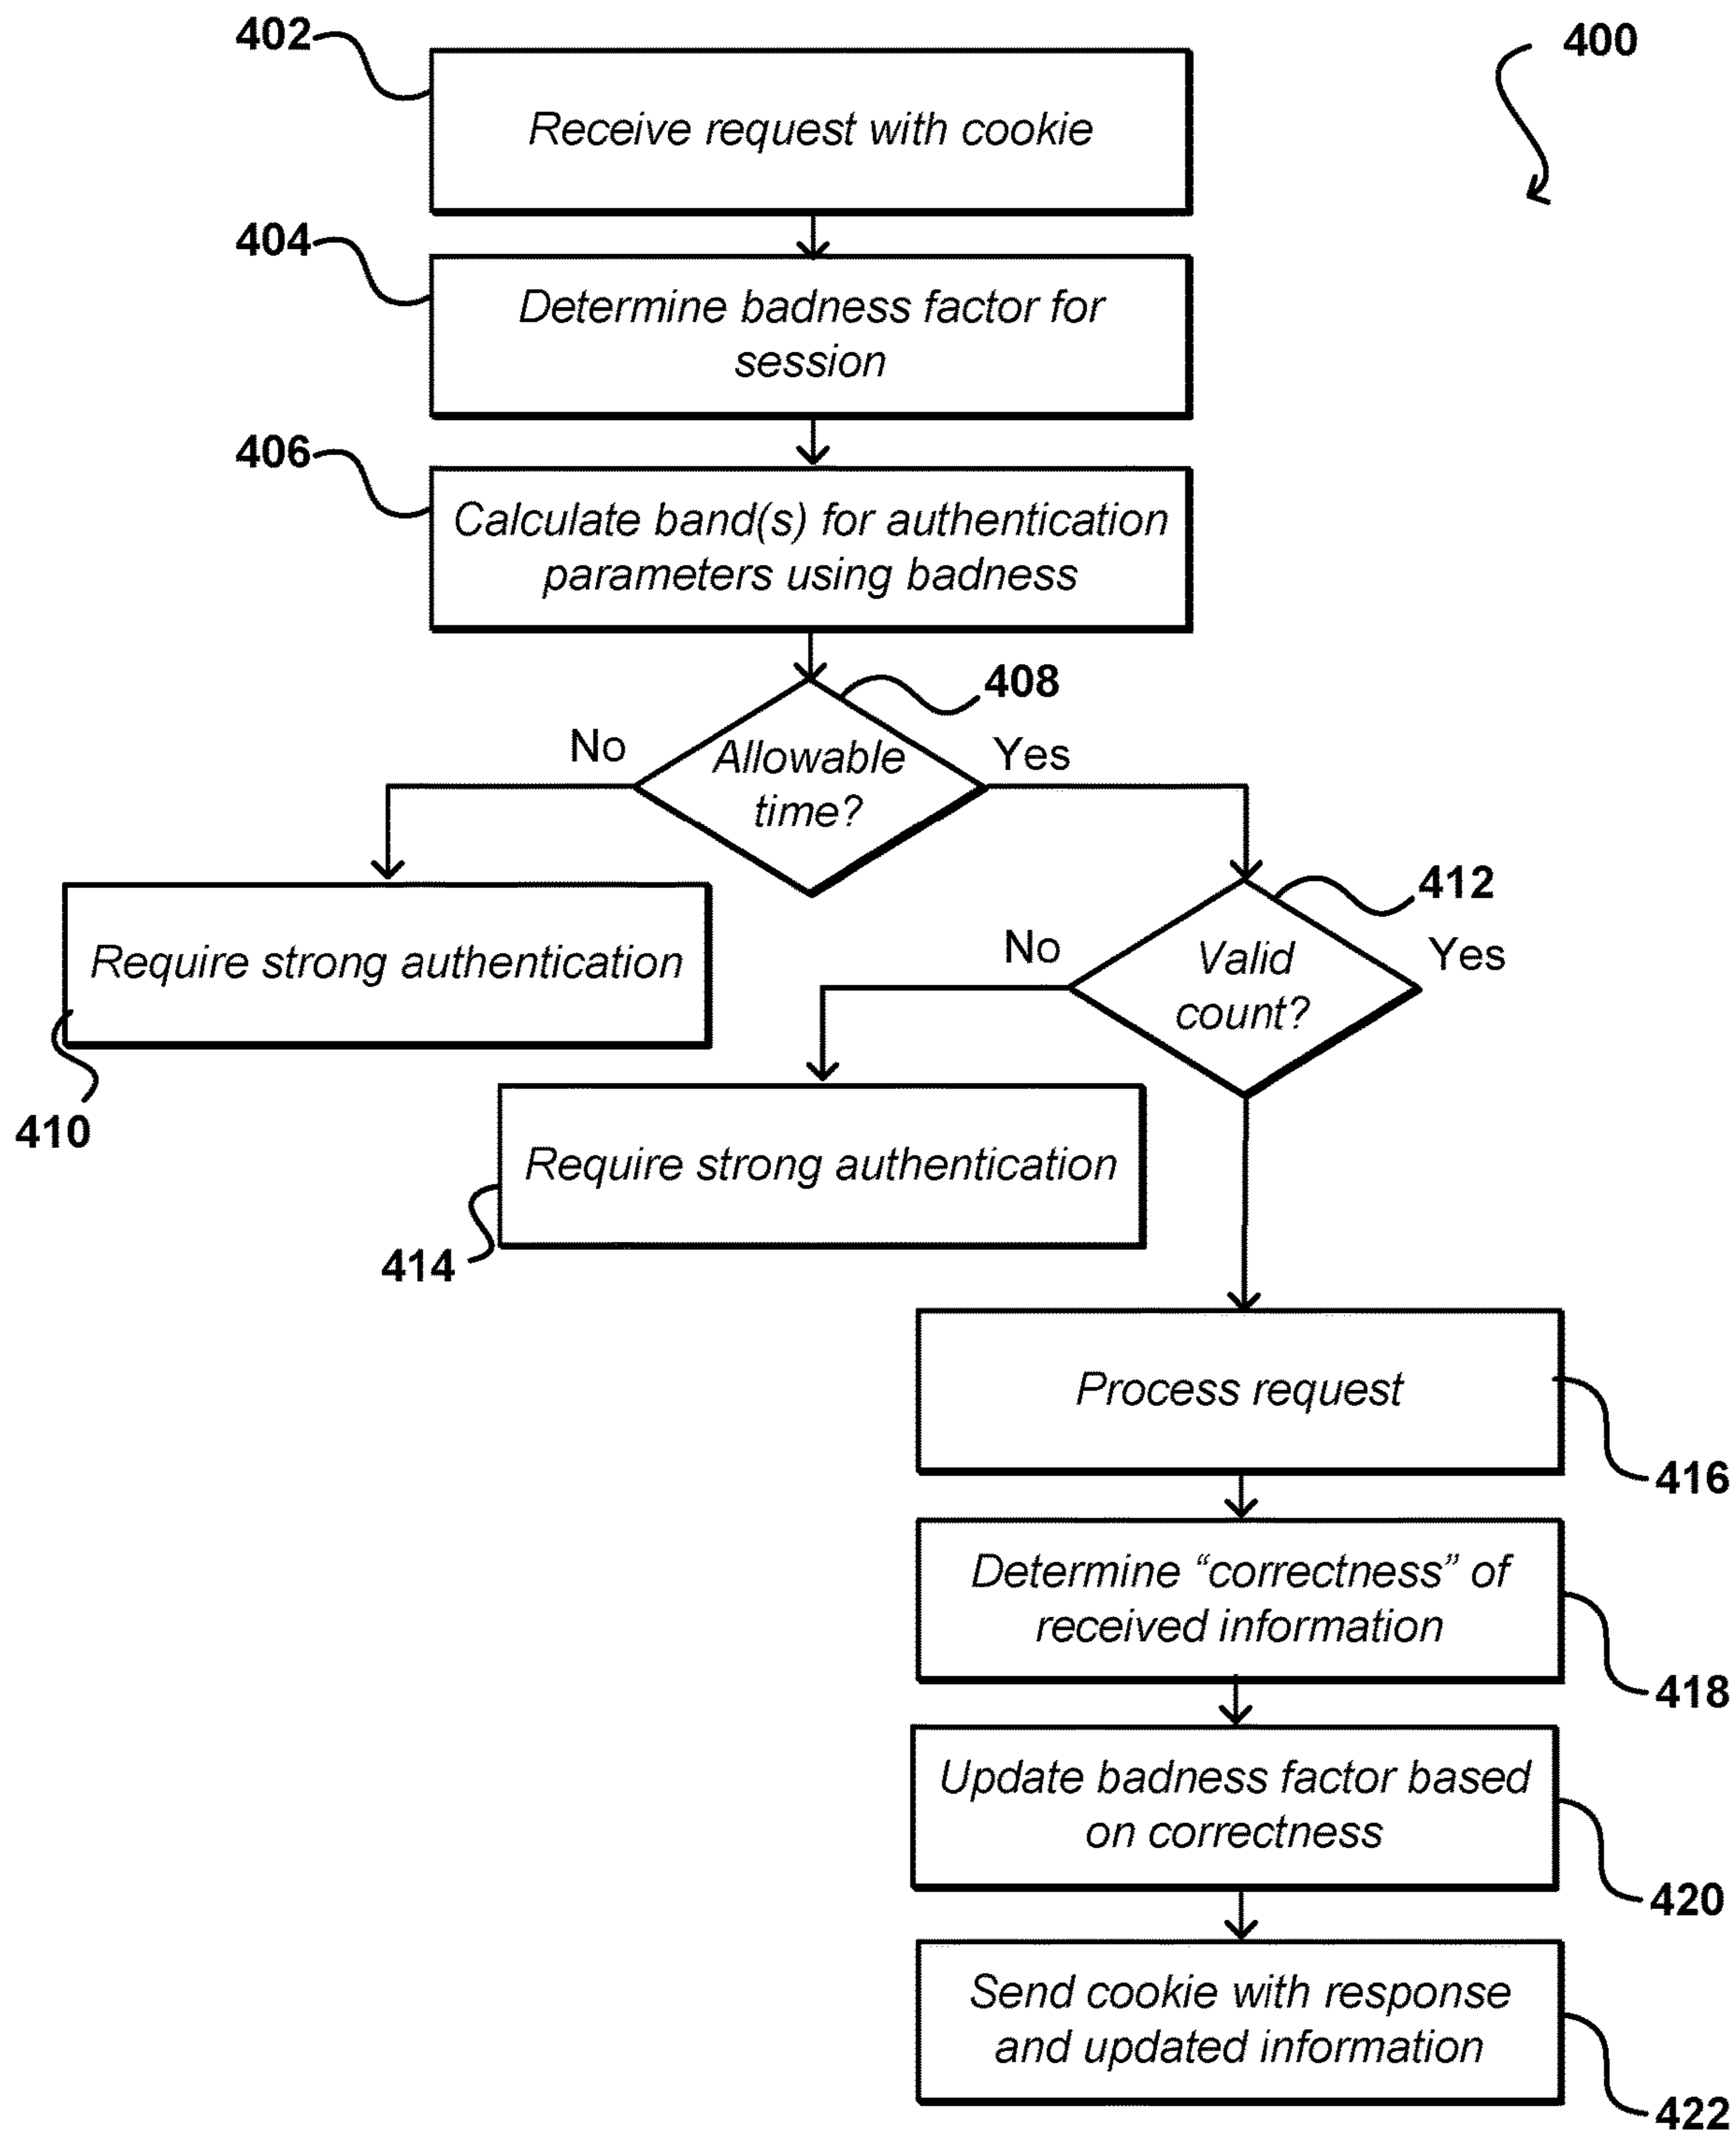 402
400
Receive request with cookie
404
Determine badness factor for
session
406
Calculate band(s) for authentication
parameters using badness
408
No
Yes
Allowable
time?
412
No
Yes
Valid
count?
Require strong authentication
410
Require strong authentication
414
Process request
416
Determine “correctness” of
received information
418
Update badness factor based
on correctness
420
Send cookie with response
and updated information
422